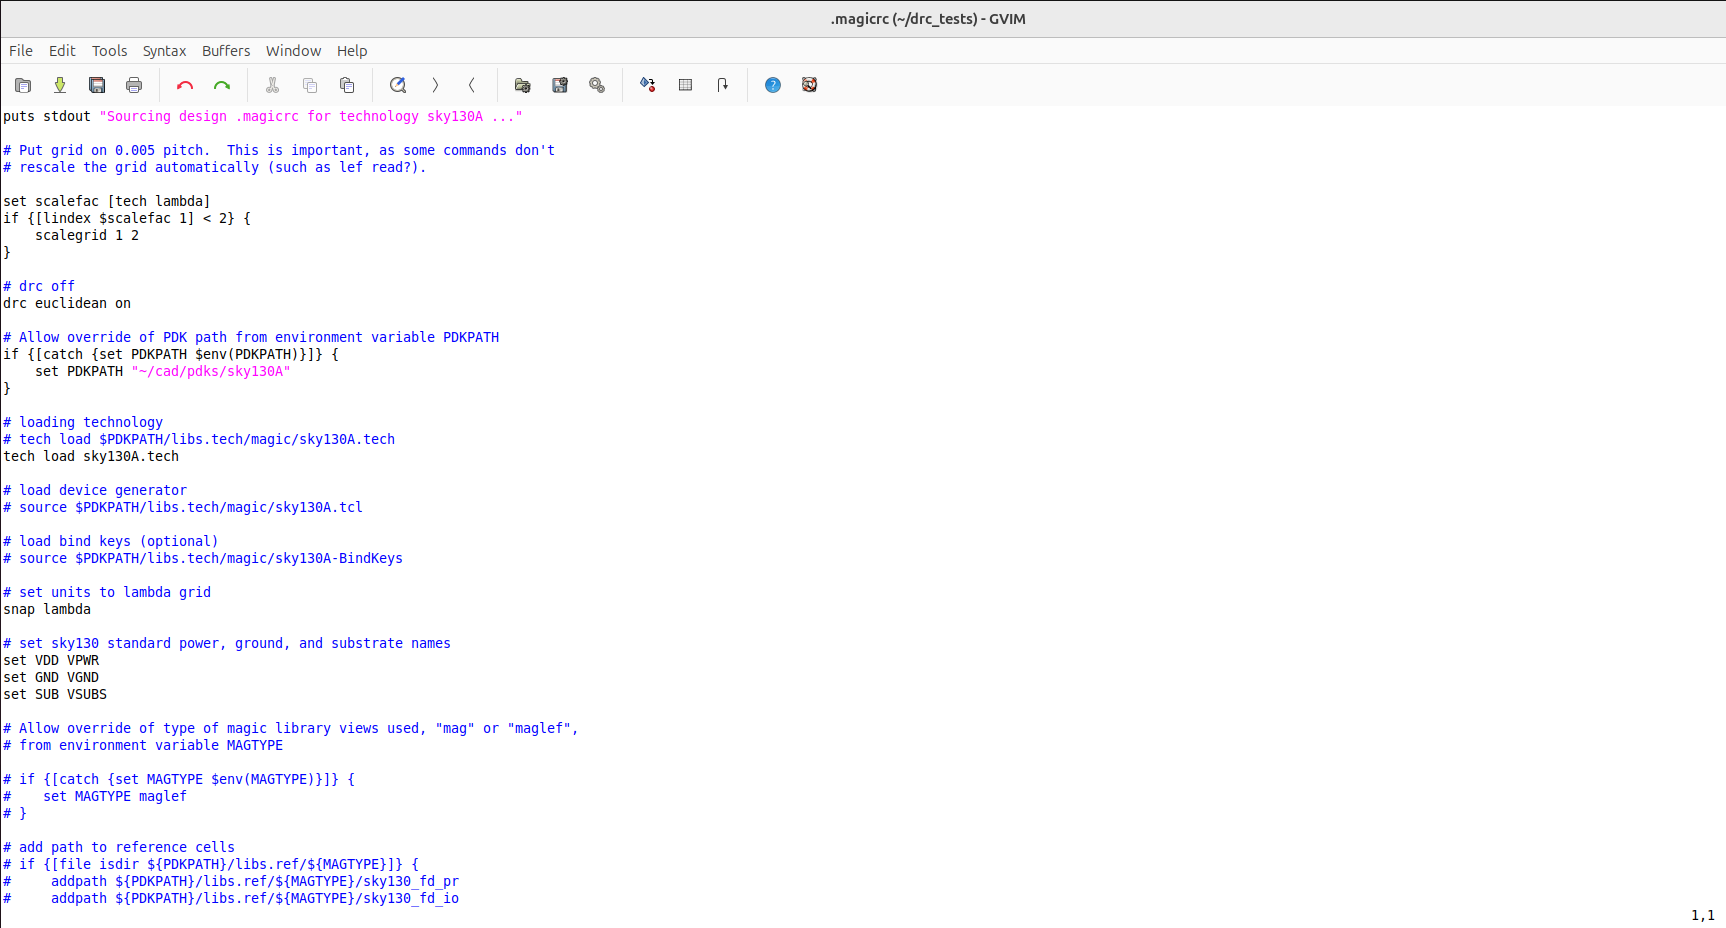 .magicrc (~/drc_tests) - GVIM
File Edit Tools Syntax Buffers Window Help
puts stdout "Sourcing design .magicrc for technology sky130A ..."
# Put grid on 0.005 pitch.  This is important, as some commands don't
# rescale the grid automatically (such as lef read?).
set scalefac [tech lambda]
if {[lindex $scalefac 1] < 2} {
    scalegrid 1 2
}
# drc off
drc euclidean on
# Allow override of PDK path from environment variable PDKPATH
if {[catch {set PDKPATH $env(PDKPATH)}]} {
    set PDKPATH "~/cad/pdks/sky130A"
}
# loading technology
# tech load $PDKPATH/libs.tech/magic/sky130A.tech
tech load sky130A.tech
# load device generator
# source $PDKPATH/libs.tech/magic/sky130A.tcl
# load bind keys (optional)
# source $PDKPATH/libs.tech/magic/sky130A-BindKeys
# set units to lambda grid
snap lambda
# set sky130 standard power, ground, and substrate names
set VDD VPWR
set GND VGND
set SUB VSUBS
# Allow override of type of magic library views used, "mag" or "maglef",
# from environment variable MAGTYPE
# if {[catch {set MAGTYPE $env(MAGTYPE)}]} {
#    set MAGTYPE maglef
# }
# add path to reference cells
# if {[file isdir ${PDKPATH}/libs.ref/${MAGTYPE}]} {
#     addpath ${PDKPATH}/libs.ref/${MAGTYPE}/sky130_fd_pr
#     addpath ${PDKPATH}/libs.ref/${MAGTYPE}/sky130_fd_io
1,1